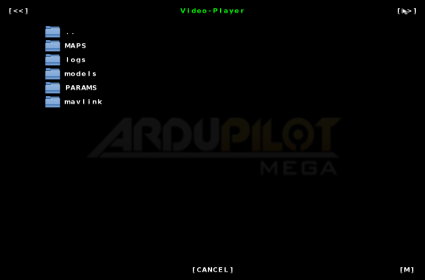 [<<] Video-Player [>>]
..
MAPS
logs
models
PARAMS
mavlink
ARDUPILOT
MEGA
[CANCEL] [M]